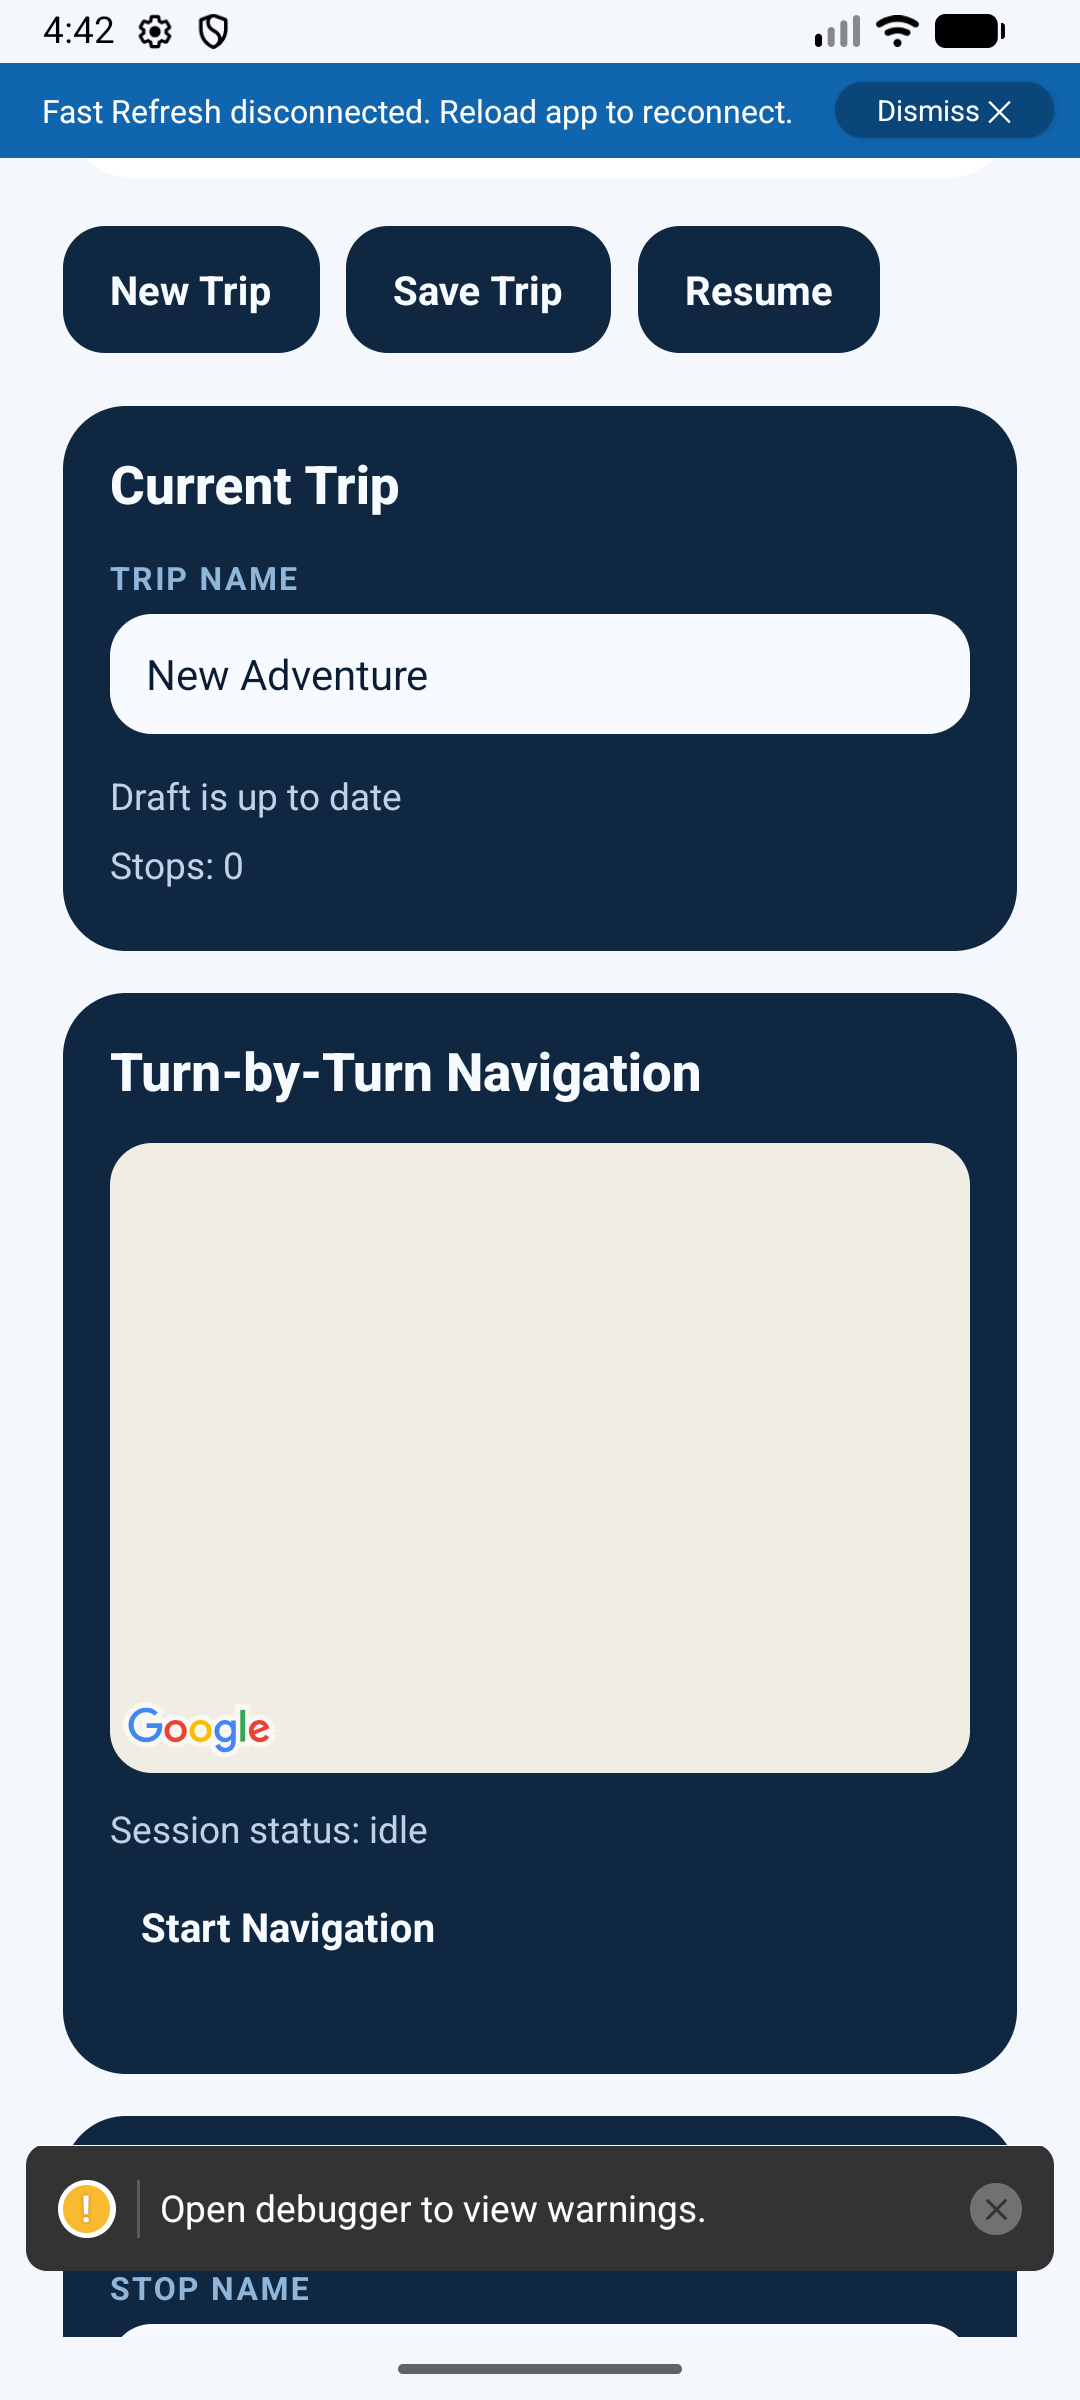 4:42
Fast Refresh disconnected. Reload app to reconnect.
Dismiss
New Trip
Save Trip
Resume
Current Trip
TRIP NAME
New Adventure
Draft is up to date
Stops: 0
Turn-by-Turn Navigation
Google
Session status: idle
Start Navigation
Open debugger to view warnings.
STOP NAME